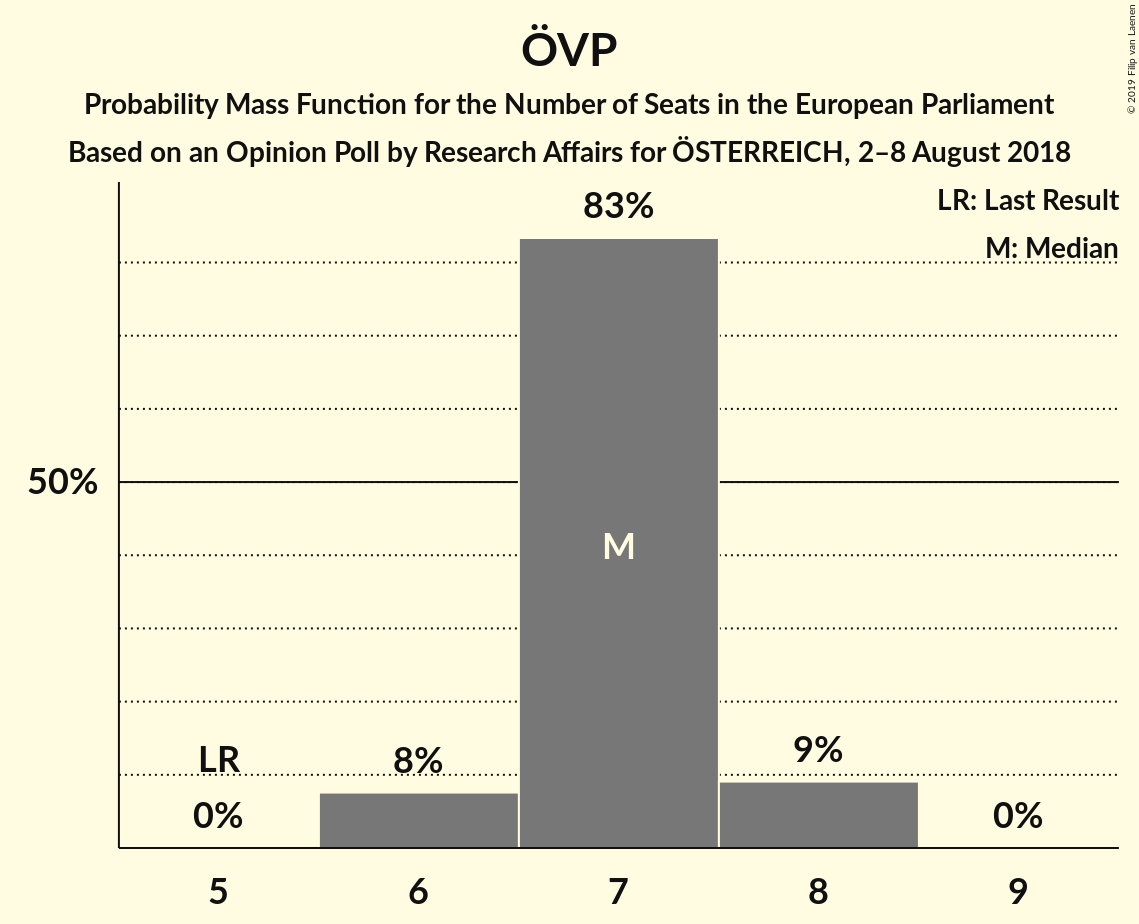 ÖVP
Probability Mass Function for the Number of Seats in the European Parliament
Based on an Opinion Poll by Research Affairs for ÖSTERREICH, 2–8 August 2018
© 2019 Filip van Laenen
LR: Last Result
M: Median
83%
50%
M
LR
8%
9%
0%
0%
5
6
7
8
9